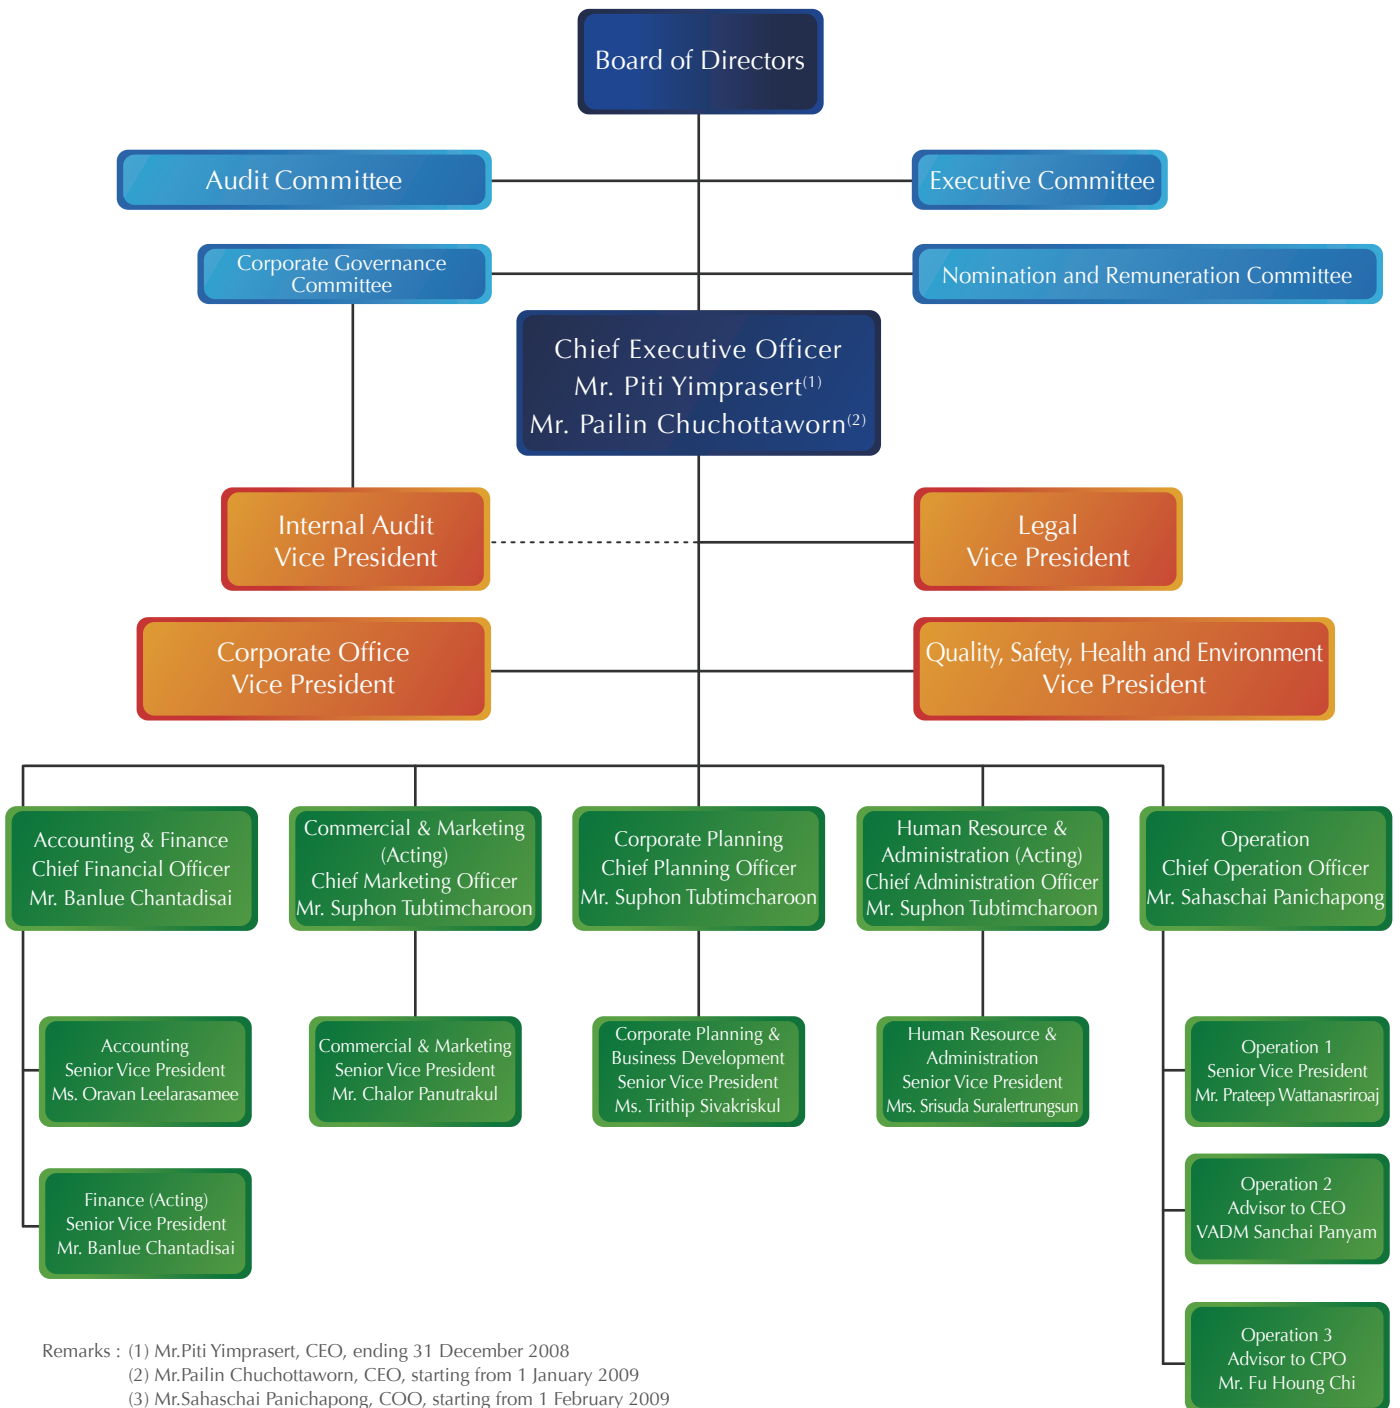 Board of Directors
Audit Committee
Executive Committee
Corporate Governance
Committee
Nomination and Remuneration Committee
Chief Executive Officer
Mr. Piti Yimprasert(1)
Mr. Pailin Chuchottaworn(2)
Internal Audit
Vice President
Legal
Vice President
Corporate Office
Vice President
Quality, Safety, Health and Environment
Vice President
Accounting & Finance
Chief Financial Officer
Mr. Banlue Chantadisai
Commercial & Marketing
(Acting)
Chief Marketing Officer
Mr. Suphon Tubtimcharoon
Corporate Planning
Chief Planning Officer
Mr. Suphon Tubtimcharoon
Human Resource &
Administration (Acting)
Chief Administration Officer
Mr. Suphon Tubtimcharoon
Operation
Chief Operation Officer
Mr. Sahaschai Panichapong
Accounting
Senior Vice President
Ms. Oravan Leelarasamee
Commercial & Marketing
Senior Vice President
Mr. Chalor Panutrakul
Corporate Planning &
Business Development
Senior Vice President
Ms. Trithip Sivakriskul
Human Resource &
Administration
Senior Vice President
Mrs. Srisuda Suralertrungsun
Operation 1
Senior Vice President
Mr. Prateep Wattanasriroaj
Finance (Acting)
Senior Vice President
Mr. Banlue Chantadisai
Operation 2
Advisor to CEO
VADM Sanchai Panyam
Operation 3
Advisor to CPO
Mr. Fu Houng Chi
Remarks : (1) Mr.Piti Yimprasert, CEO, ending 31 December 2008
(2) Mr.Pailin Chuchottaworn, CEO, starting from 1 January 2009
(3) Mr.Sahaschai Panichapong, COO, starting from 1 February 2009